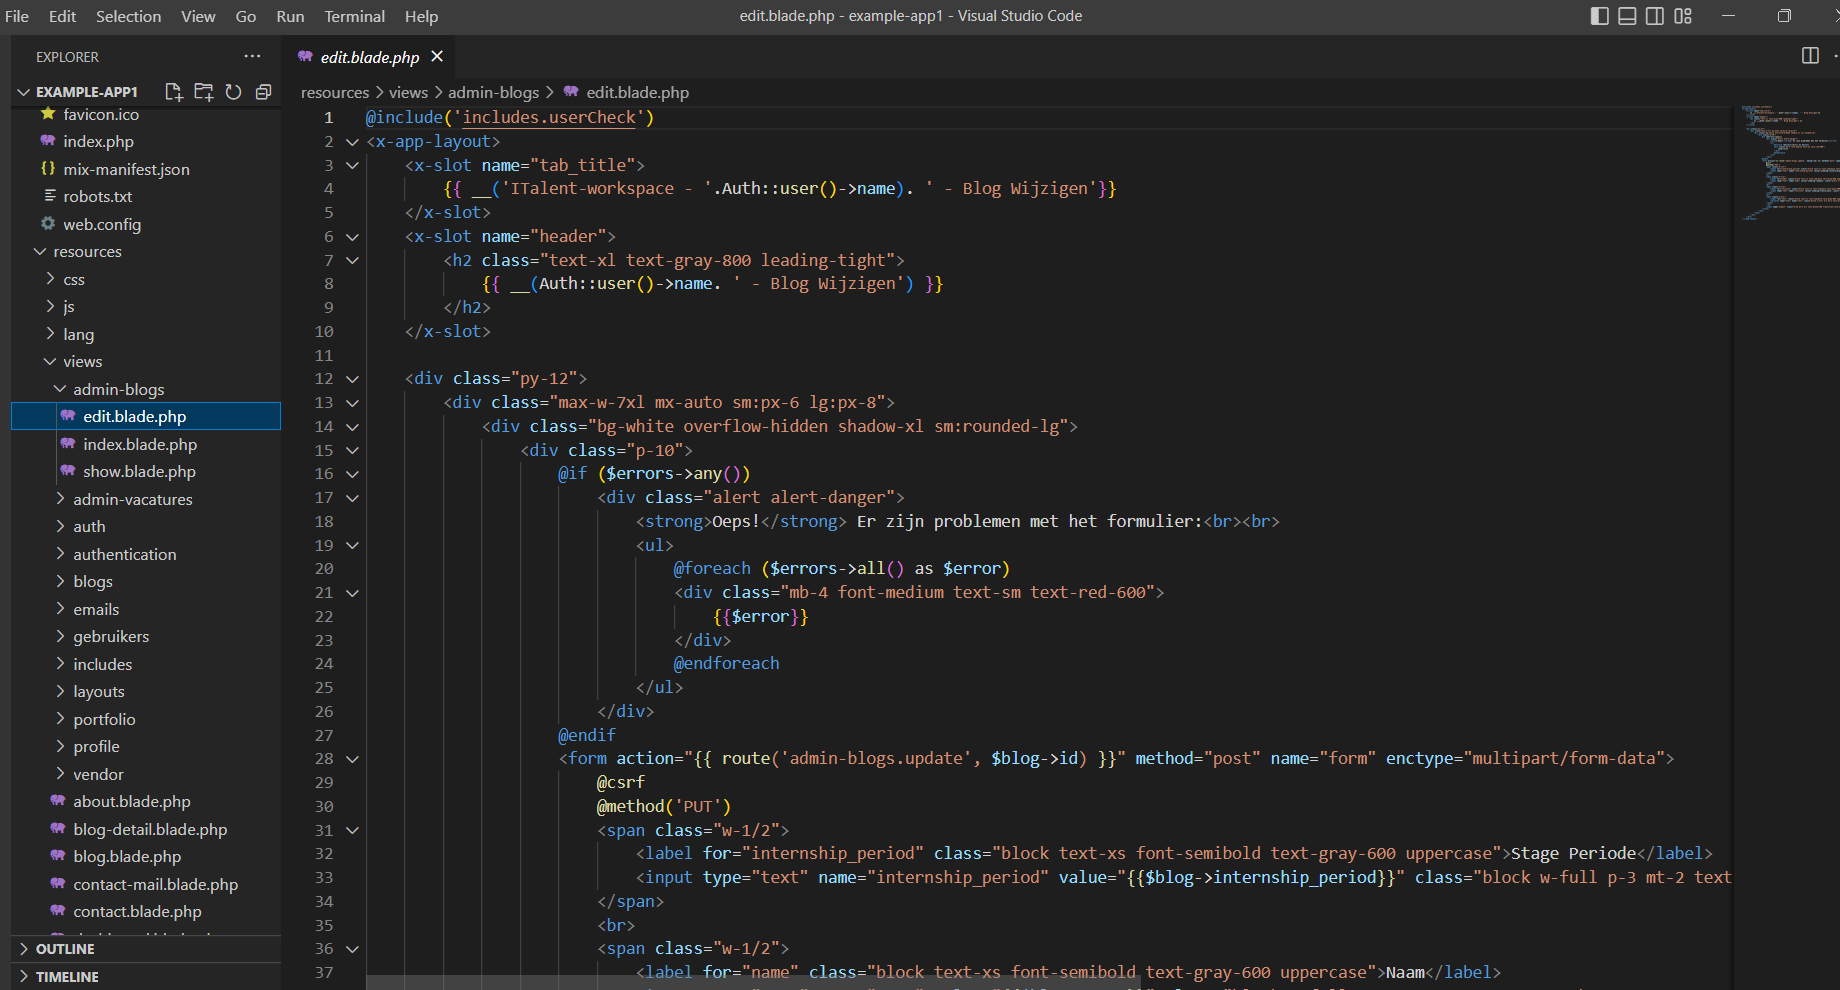 File Edit Selection View Go Run Terminal Help
edit.blade.php - example-app1 - Visual Studio Code
EXPLORER
EXAMPLE-APP1
favicon.ico
index.php
mix-manifest.json
robots.txt
web.config
resources
css
js
lang
views
admin-blogs
edit.blade.php
index.blade.php
show.blade.php
admin-vacatures
auth
authentication
blogs
emails
gebruikers
includes
layouts
portfolio
profile
vendor
about.blade.php
blog-detail.blade.php
blog.blade.php
contact-mail.blade.php
contact.blade.php
OUTLINE
TIMELINE
edit.blade.php
resources > views > admin-blogs > edit.blade.php
1 @include('includes.userCheck')
2 <x-app-layout>
3 <x-slot name="tab_title">
4 {{ __('ITalent-workspace - '.Auth::user()->name). ' - Blog Wijzigen'}}
5 </x-slot>
6 <x-slot name="header">
7 <h2 class="text-xl text-gray-800 leading-tight">
8 {{ __(Auth::user()->name. ' - Blog Wijzigen') }}
9 </h2>
10 </x-slot>
11
12 <div class="py-12">
13 <div class="max-w-7xl mx-auto sm:px-6 lg:px-8">
14 <div class="bg-white overflow-hidden shadow-xl sm:rounded-lg">
15 <div class="p-10">
16 @if ($errors->any())
17 <div class="alert alert-danger">
18 <strong>Oeps!</strong> Er zijn problemen met het formulier:<br><br>
19 <ul>
20 @foreach ($errors->all() as $error)
21 <div class="mb-4 font-medium text-sm text-red-600">
22 {{$error}}
23 </div>
24 @endforeach
25 </ul>
26 </div>
27 @endif
28 <form action="{{ route('admin-blogs.update', $blog->id) }}" method="post" name="form" enctype="multipart/form-data">
29 @csrf
30 @method('PUT')
31 <span class="w-1/2">
32 <label for="internship_period" class="block text-xs font-semibold text-gray-600 uppercase">Stage Periode</label>
33 <input type="text" name="internship_period" value="{{$blog->internship_period}}" class="block w-full p-3 mt-2 text
34 </span>
35 <br>
36 <span class="w-1/2">
37 <label for="name" class="block text-xs font-semibold text-gray-600 uppercase">Naam</label>